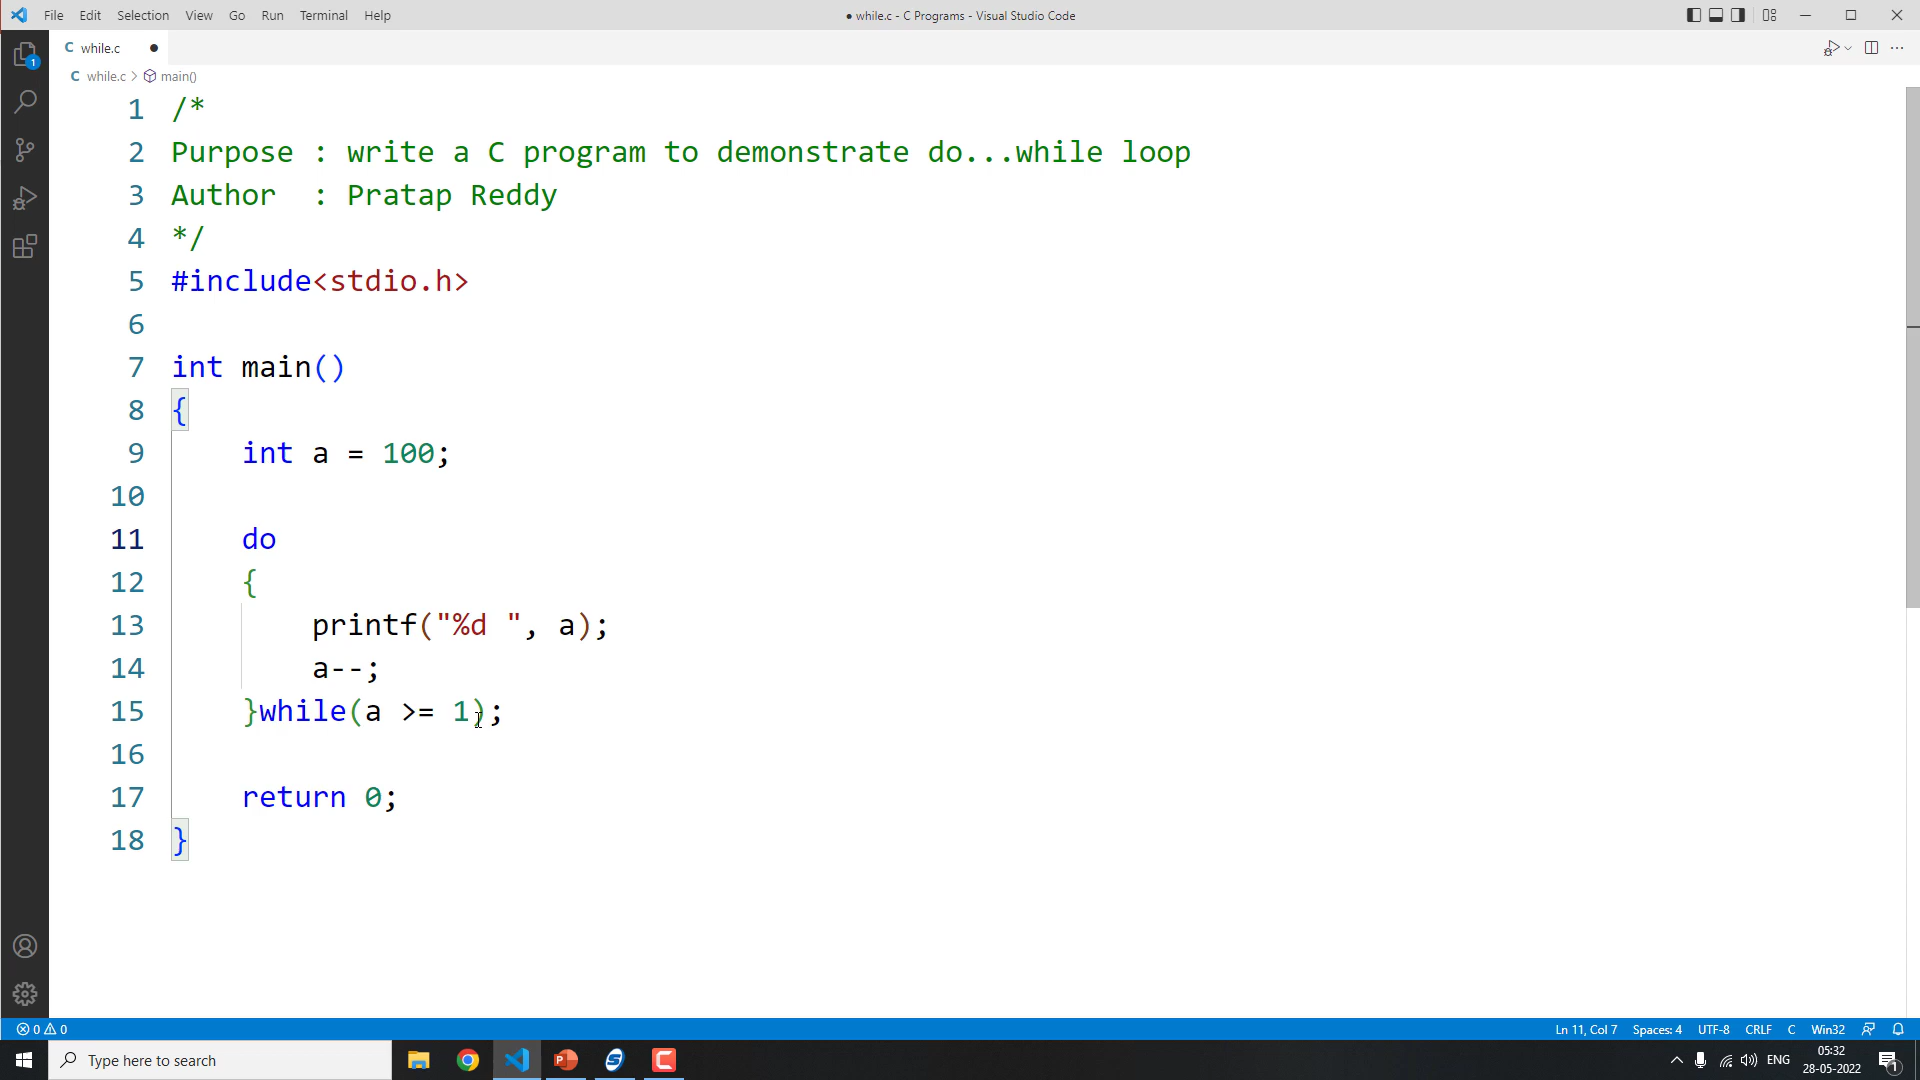 File Edit Selection View Go Run Terminal Help ● while.c - C Programs - Visual Studio Code
C while.c ●
C while.c > main()
1 /*
2 Purpose : write a C program to demonstrate do...while loop
3 Author  : Pratap Reddy
4 */
5 #include<stdio.h>
6
7 int main()
8 {
9     int a = 100;
10
11     do
12     {
13         printf("%d ", a);
14         a--;
15     }while(a >= 1);
16
17     return 0;
18 }
1
0 0 Ln 11, Col 7 Spaces: 4 UTF-8 CRLF C Win32
Type here to search
ENG
05:32
28-05-2022
1